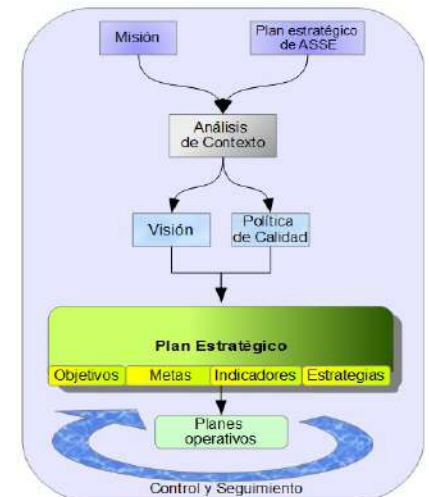 Misión
Plan estratégico
de ASSE
Análisis
de Contexto
Visión
Política
de Calidad
Plan Estratégico
Objetivos
Metas
Indicadores
Estrategias
Planes
operativos
Control y Seguimiento